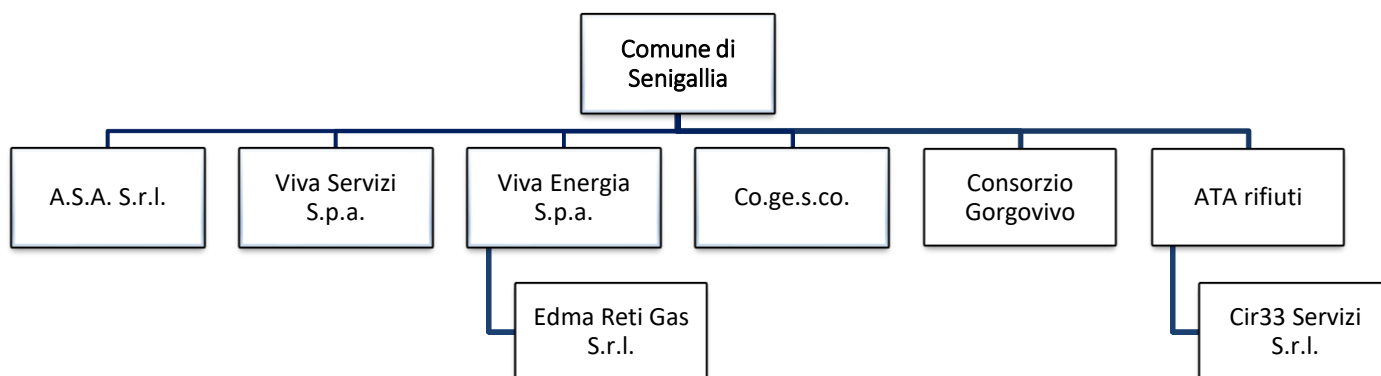 Comune di
Senigallia
A.S.A. S.r.l.
Viva Servizi
S.p.a.
Viva Energia
S.p.a.
Co.ge.s.co.
Consorzio
Gorgovivo
ATA rifiuti
Edma Reti Gas
S.r.l.
Cir33 Servizi
S.r.l.